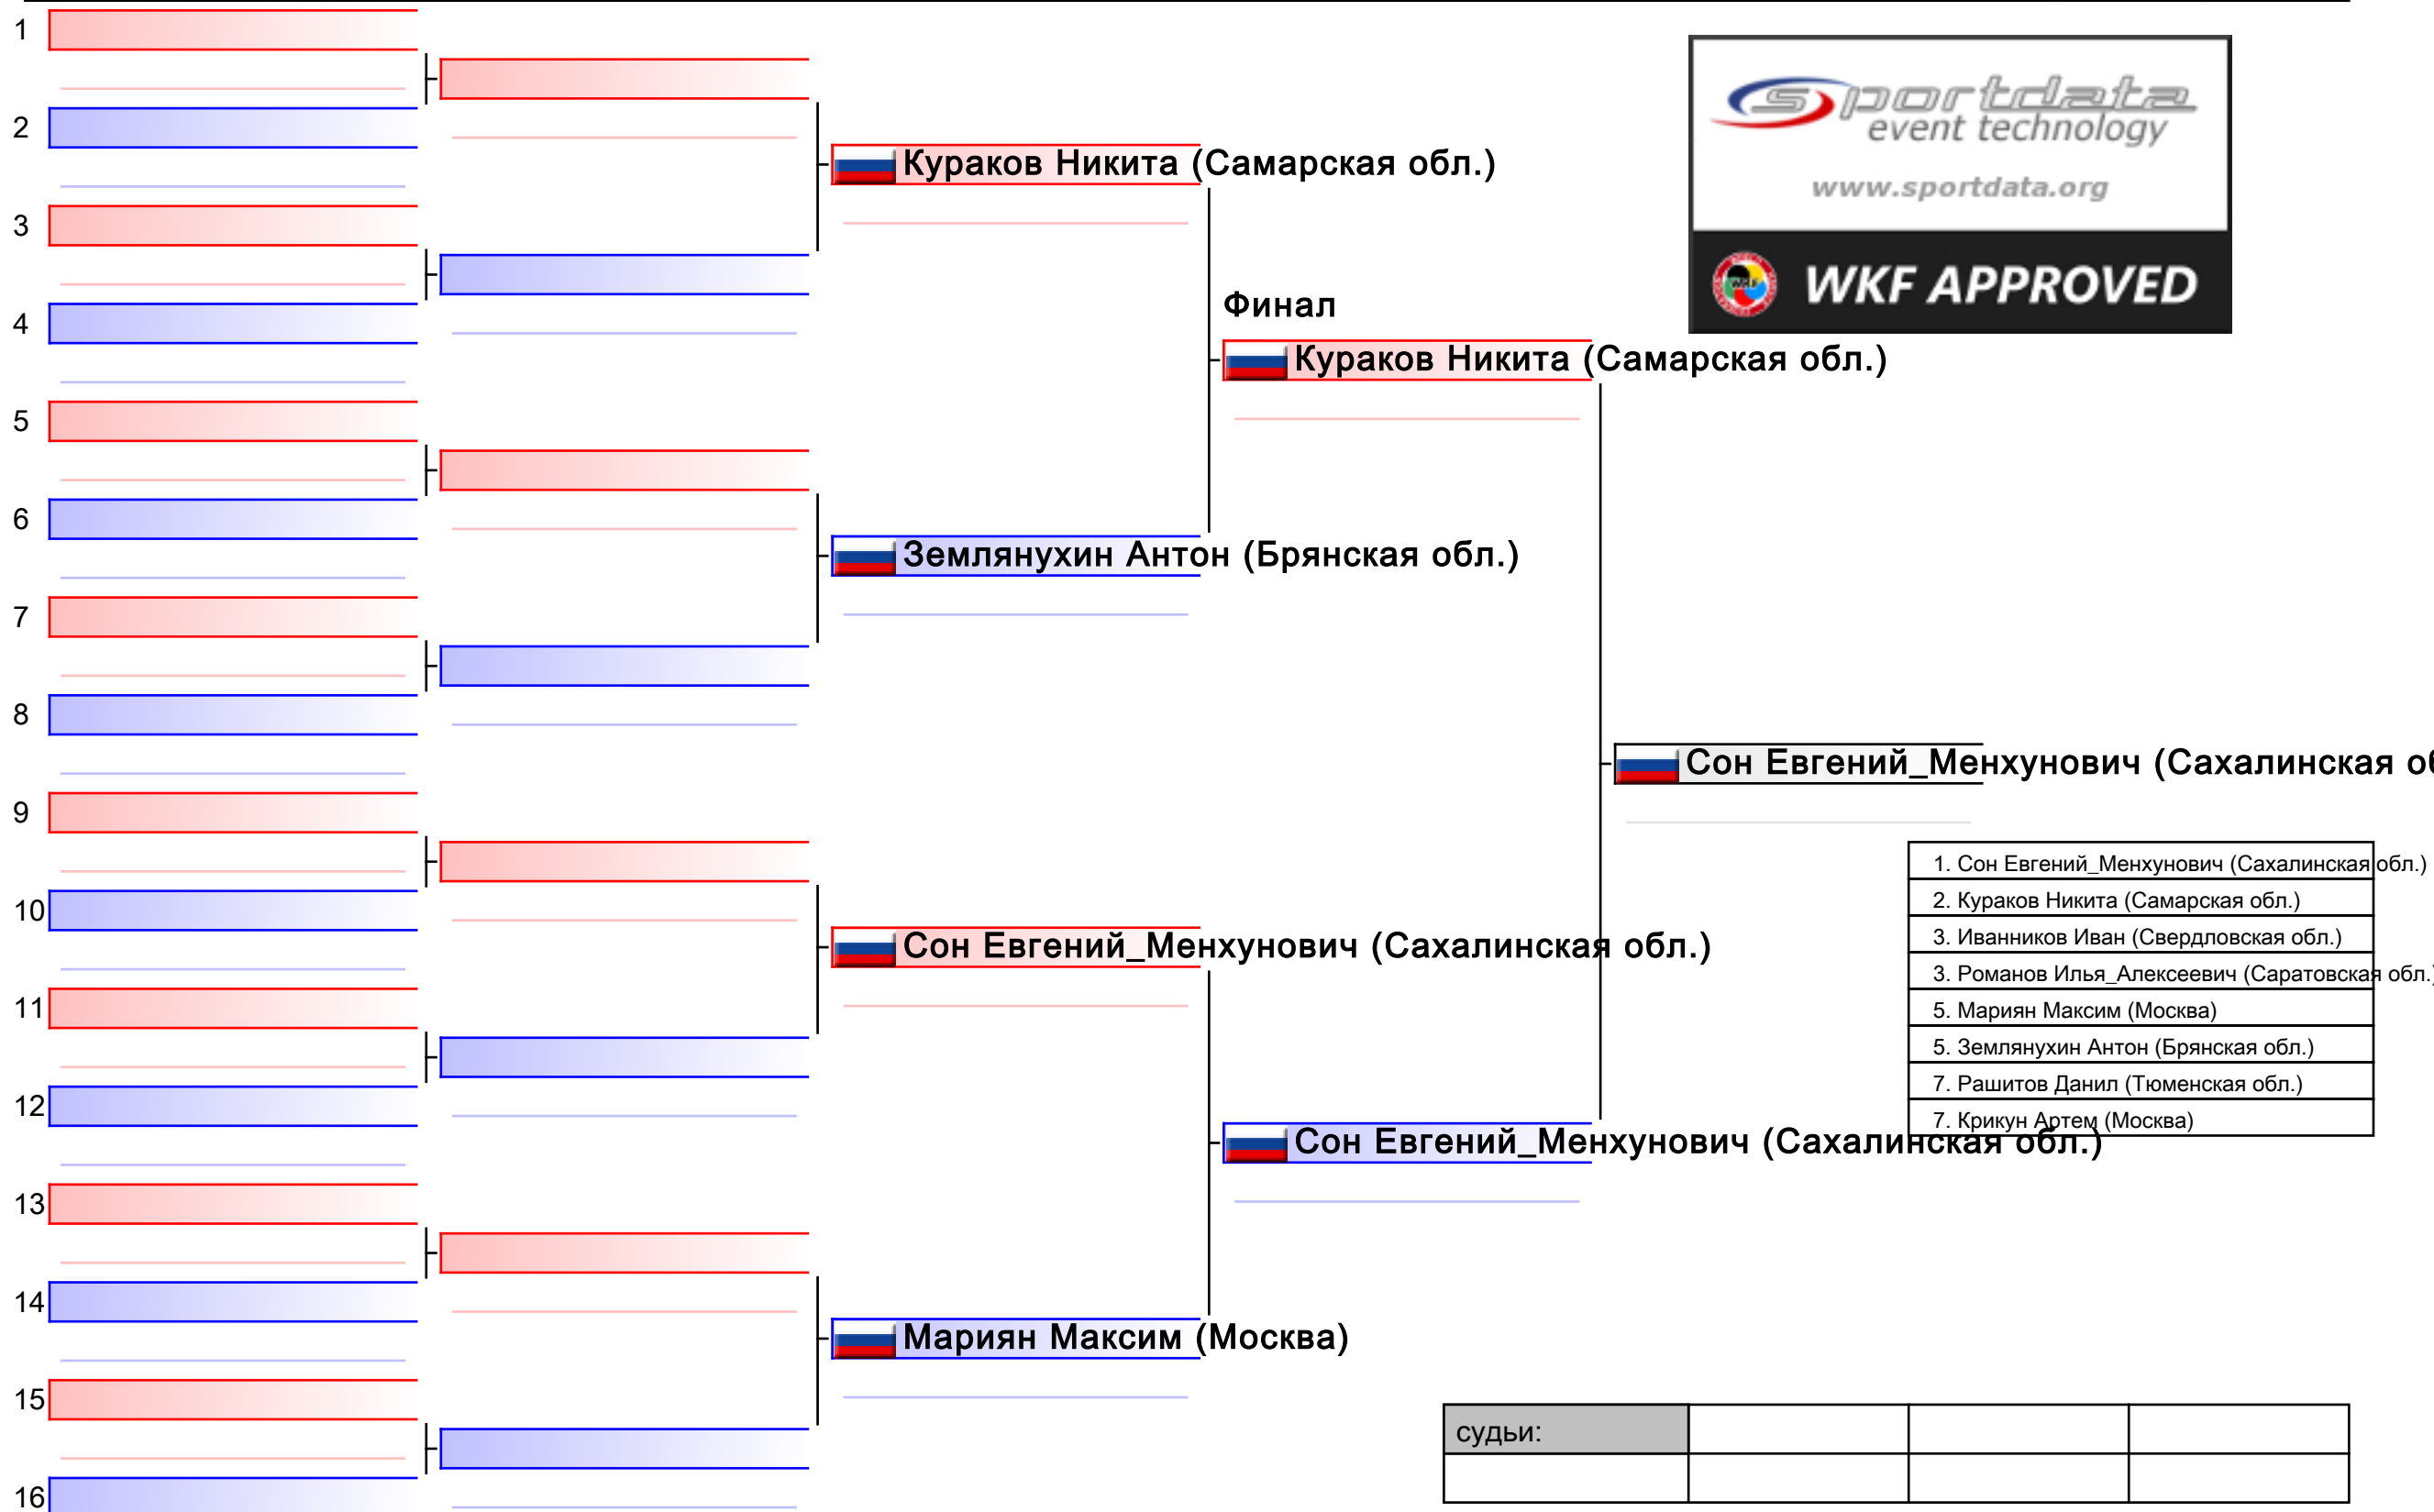 1
2
3
4
5
6
7
8
9
10
11
12
13
14
15
16
Кураков Никита (Самарская обл.)
Землянухин Антон (Брянская обл.)
Сон Евгений_Менхунович (Сахалинская обл.)
Мариян Максим (Москва)
Финал
Кураков Никита (Самарская обл.)
Сон Евгений_Менхунович (Сахалинская обл.)
sportdata
event technology
www.sportdata.org
WKF
WKF APPROVED
Сон Евгений_Менхунович (Сахалинская об
1. Сон Евгений_Менхунович (Сахалинская обл.)
2. Кураков Никита (Самарская обл.)
3. Иванников Иван (Свердловская обл.)
3. Романов Илья_Алексеевич (Саратовская обл.)
5. Мариян Максим (Москва)
5. Землянухин Антон (Брянская обл.)
7. Рашитов Данил (Тюменская обл.)
7. Крикун Артем (Москва)
судьи: